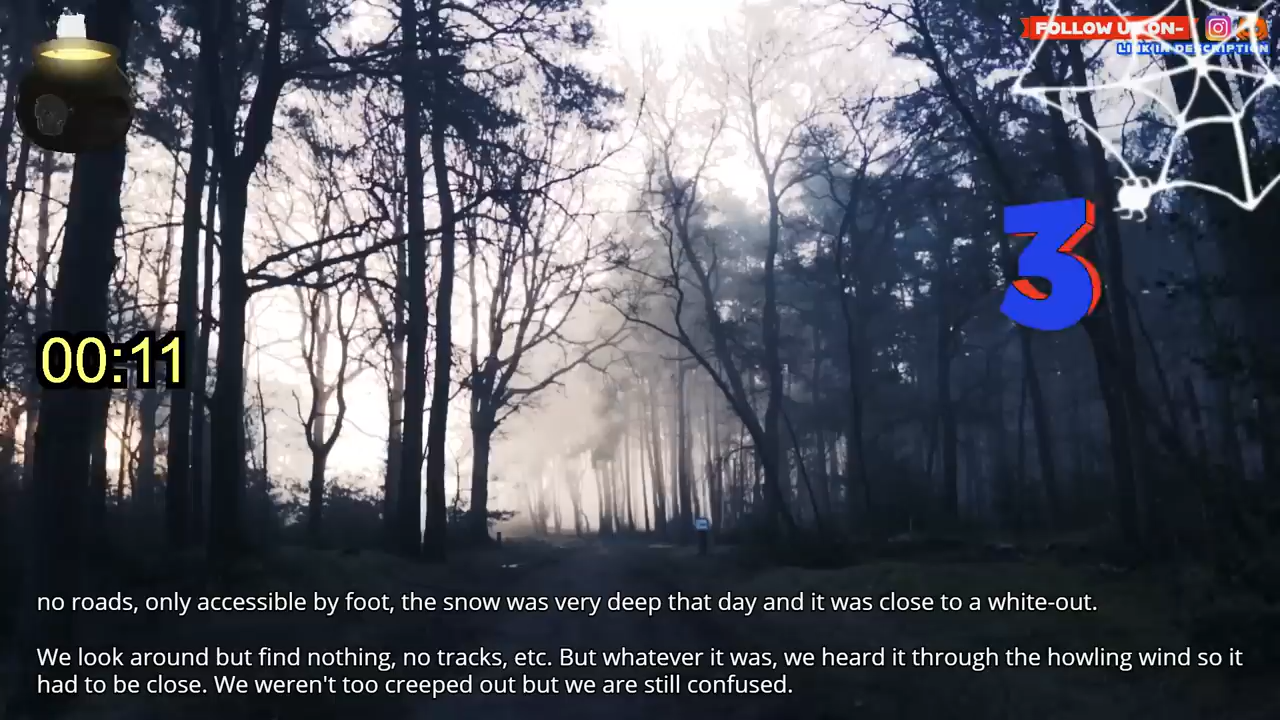 FOLLOW US ON-
LINK IN DESCRIPTION
3
00:11
no roads, only accessible by foot, the snow was very deep that day and it was close to a white-out.
We look around but find nothing, no tracks, etc. But whatever it was, we heard it through the howling wind so it
had to be close. We weren't too creeped out but we are still confused.